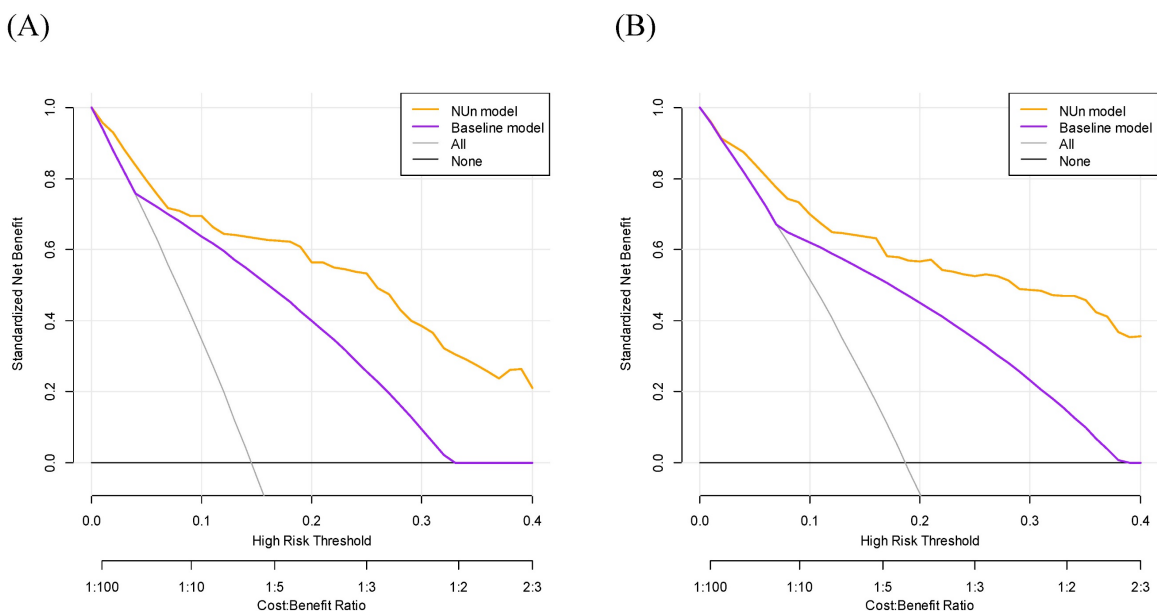 (A)
NUn model
Baseline model
All
None
Standardized Net Benefit
1.0
0.8
0.6
0.4
0.2
0.0
0.0 0.1 0.2 0.3 0.4
High Risk Threshold
1:100 1:10 1:5 1:3 1:2 2:3
Cost:Benefit Ratio
(B)
NUn model
Baseline model
All
None
Standardized Net Benefit
1.0
0.8
0.6
0.4
0.2
0.0
0.0 0.1 0.2 0.3 0.4
High Risk Threshold
1:100 1:10 1:5 1:3 1:2 2:3
Cost:Benefit Ratio